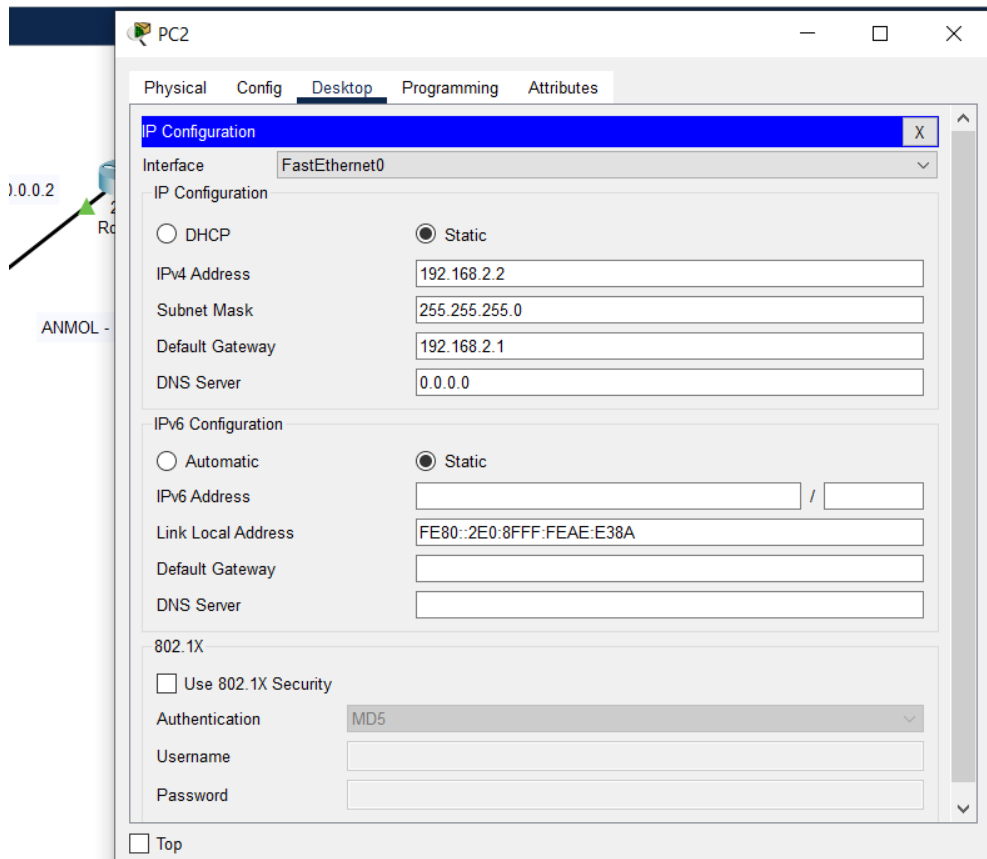 PC2
Physical Config Desktop Programming Attributes
IP Configuration X
Interface FastEthernet0
IP Configuration
DHCP Static
IPv4 Address 192.168.2.2
Subnet Mask 255.255.255.0
Default Gateway 192.168.2.1
DNS Server 0.0.0.0
IPv6 Configuration
Automatic Static
IPv6 Address /
Link Local Address FE80::2E0:8FFF:FEAE:E38A
Default Gateway
DNS Server
802.1X
Use 802.1X Security
Authentication MD5
Username
Password
Top
.0.0.2
ANMOL -